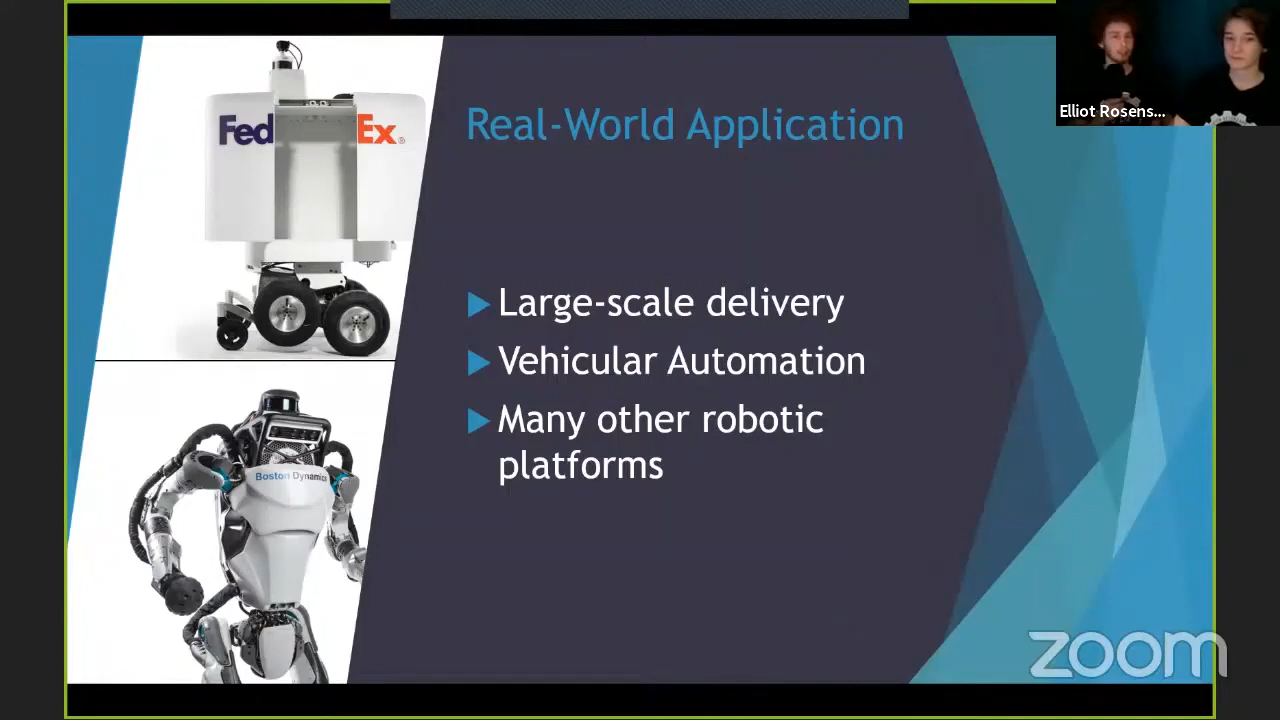 FedEx®
Elliot Rosens...
Real-World Application
Large-scale delivery
Vehicular Automation
Many other robotic
platforms
Boston Dynamics
zoom